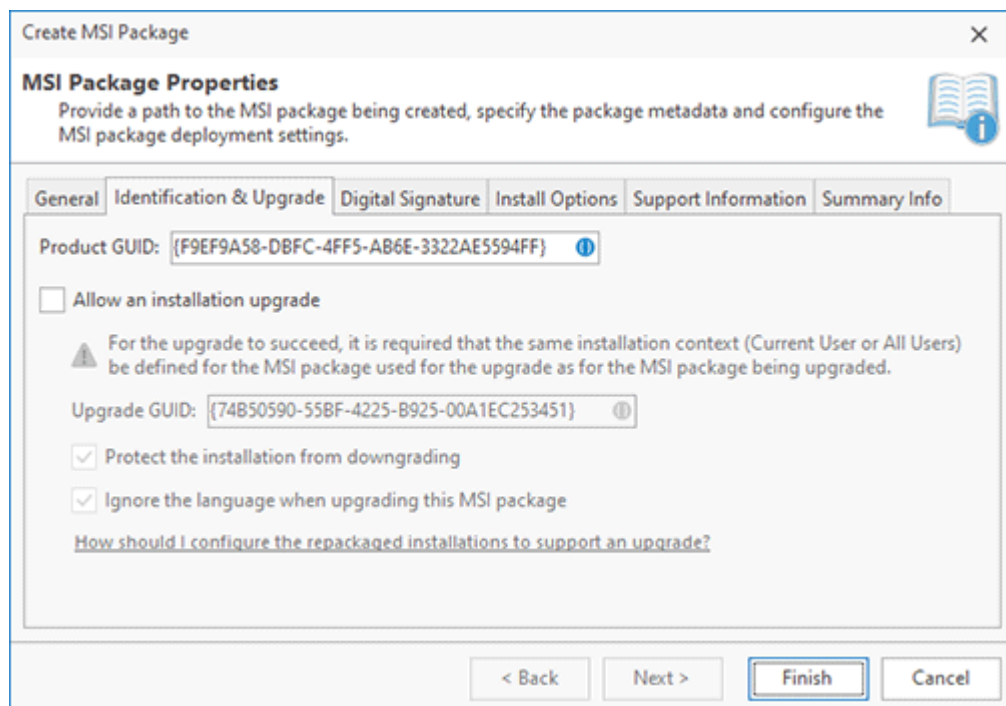 Create MSI Package
MSI Package Properties
Provide a path to the MSI package being created, specify the package metadata and configure the
MSI package deployment settings.
General Identification & Upgrade Digital Signature Install Options Support Information Summary Info
Product GUID: {F9EF9A58-DBFC-4FF5-AB6E-3322AE5594FF}
Allow an installation upgrade
For the upgrade to succeed, it is required that the same installation context (Current User or All Users)
be defined for the MSI package used for the upgrade as for the MSI package being upgraded.
Upgrade GUID: {74B50590-55BF-4225-B925-00A1EC253451}
Protect the installation from downgrading
Ignore the language when upgrading this MSI package
How should I configure the repackaged installations to support an upgrade?
< Back Next > Finish Cancel